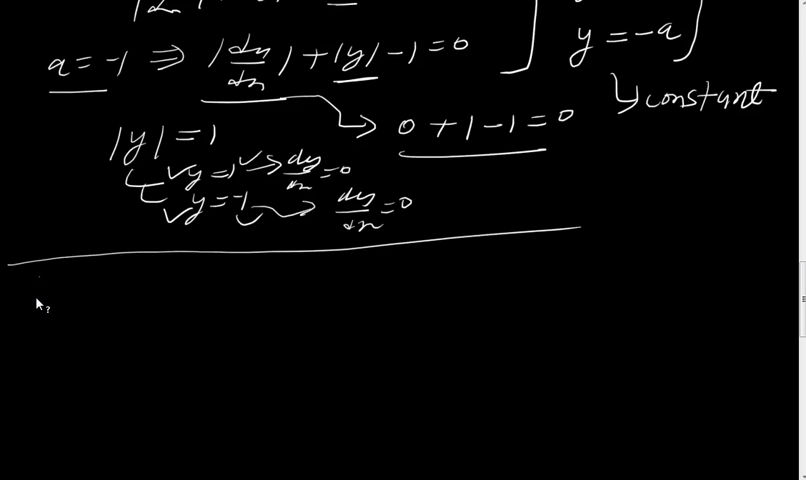 a = -1 ⇒ |dy/dx| + |y| - 1 = 0
y = -a
constant
0 + 1 - 1 = 0
|y| = 1
y = 1 → dy/dx = 0
y = -1 → dy/dx = 0